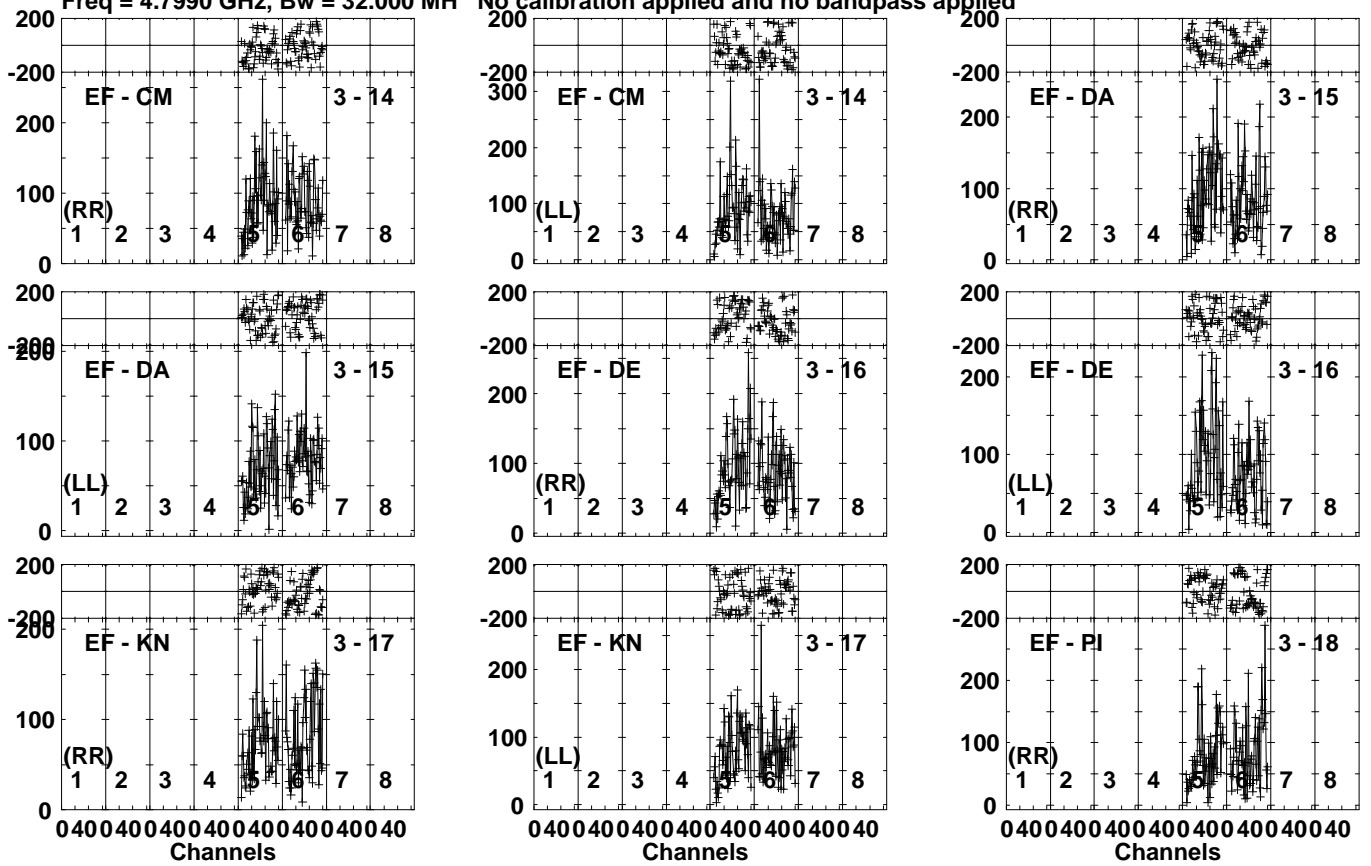 Freq = 4.7990 GHz, Bw = 32.000 MH No calibration applied and no bandpass applied
200 200 200
-200 -200 -200
EF - CM 3 - 14 300 EF - CM 3 - 14 EF - DA 3 - 15
200 200 200
100 100 100
(RR) (LL) (RR)
1 2 3 4 5 6 7 8 1 2 3 4 5 6 7 8 1 2 3 4 5 6 7 8
0 0 0
200 200 200
-200 -200 -200
200
EF - DA 3 - 15 EF - DE 3 - 16 EF - DE 3 - 16
200 200
100 100 100
(LL) (RR) (LL)
1 2 3 4 5 6 7 8 1 2 3 4 5 6 7 8 1 2 3 4 5 6 7 8
0 0 0
200 200 200
-200 -200 -200
200
EF - KN 3 - 17 EF - KN 3 - 17 EF - PI 3 - 18
200 200
100 100 100
(RR) (LL) (RR)
1 2 3 4 5 6 7 8 1 2 3 4 5 6 7 8 1 2 3 4 5 6 7 8
0 0 0
0 40 0 40 0 40 0 40 0 40 0 40 0 40 0 40 0 40 0 40 0 40 0 40 0 40 0 40 0 40 0 40 0 40 0 40 0 40 0 40 0 40 0 40 0 40 0 40
Channels Channels Channels